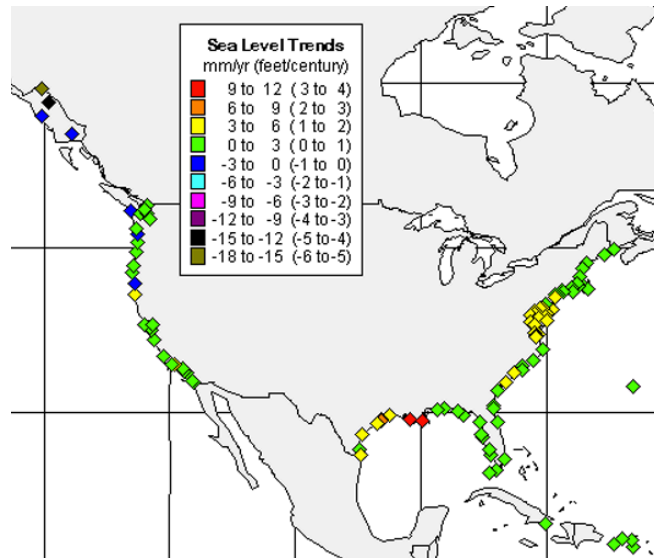 Sea Level Trends
mm/yr (feet/century)
9 to 12 (3 to 4)
6 to 9 (2 to 3)
3 to 6 (1 to 2)
0 to 3 (0 to 1)
-3 to 0 (-1 to 0)
-6 to -3 (-2 to -1)
-9 to -6 (-3 to -2)
-12 to -9 (-4 to -3)
-15 to -12 (-5 to -4)
-18 to -15 (-6 to -5)